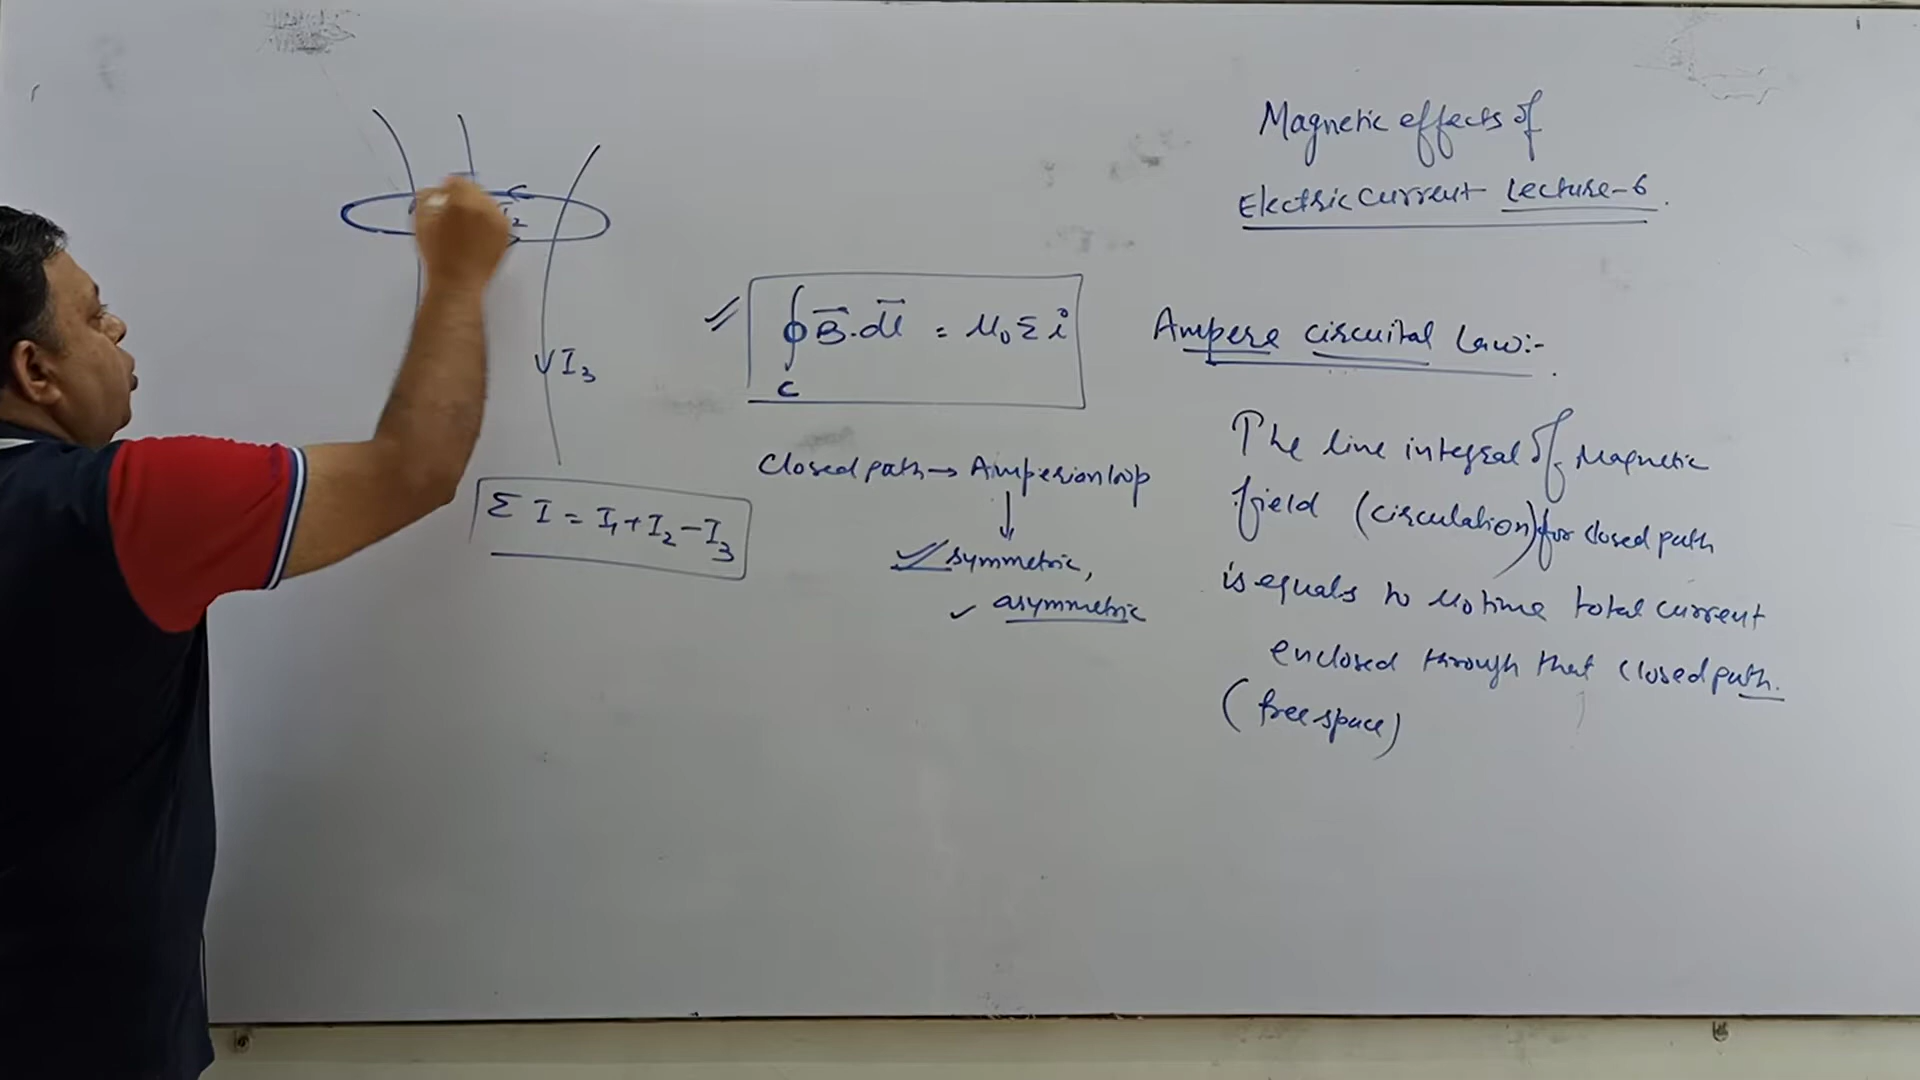 Magnetic effects of
Electric Current Lecture-6.
I₂
I₃
∮B⃗.dl⃗ = μ₀Σi
C
Ampere circuital Law:-
Closed path → Amperian loop
↓
symmetric,
asymmetric
Σ I = I₁+I₂-I₃
The line integral of Magnetic
field (circulation) for closed path
is equals to μ₀ time total current
enclosed through that closed path.
(free space)